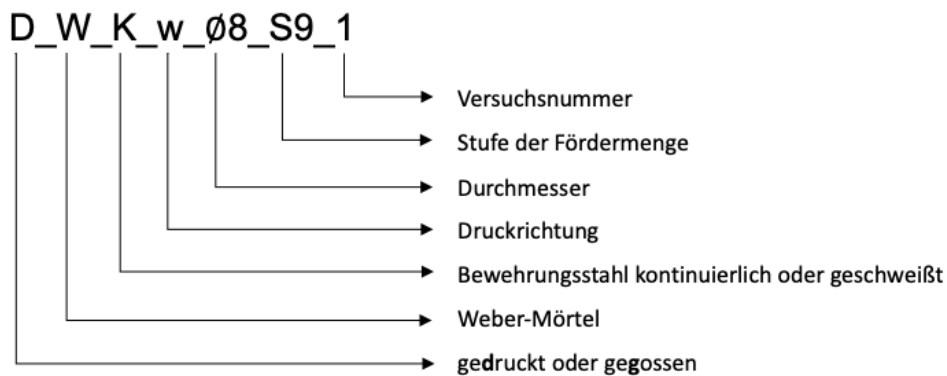 D_W_K_w_Ø8_S9_1
Versuchsnummer
Stufe der Fördermenge
Durchmesser
Druckrichtung
Bewehrungsstahl kontinuierlich oder geschweißt
Weber-Mörtel
gedruckt oder gegossen